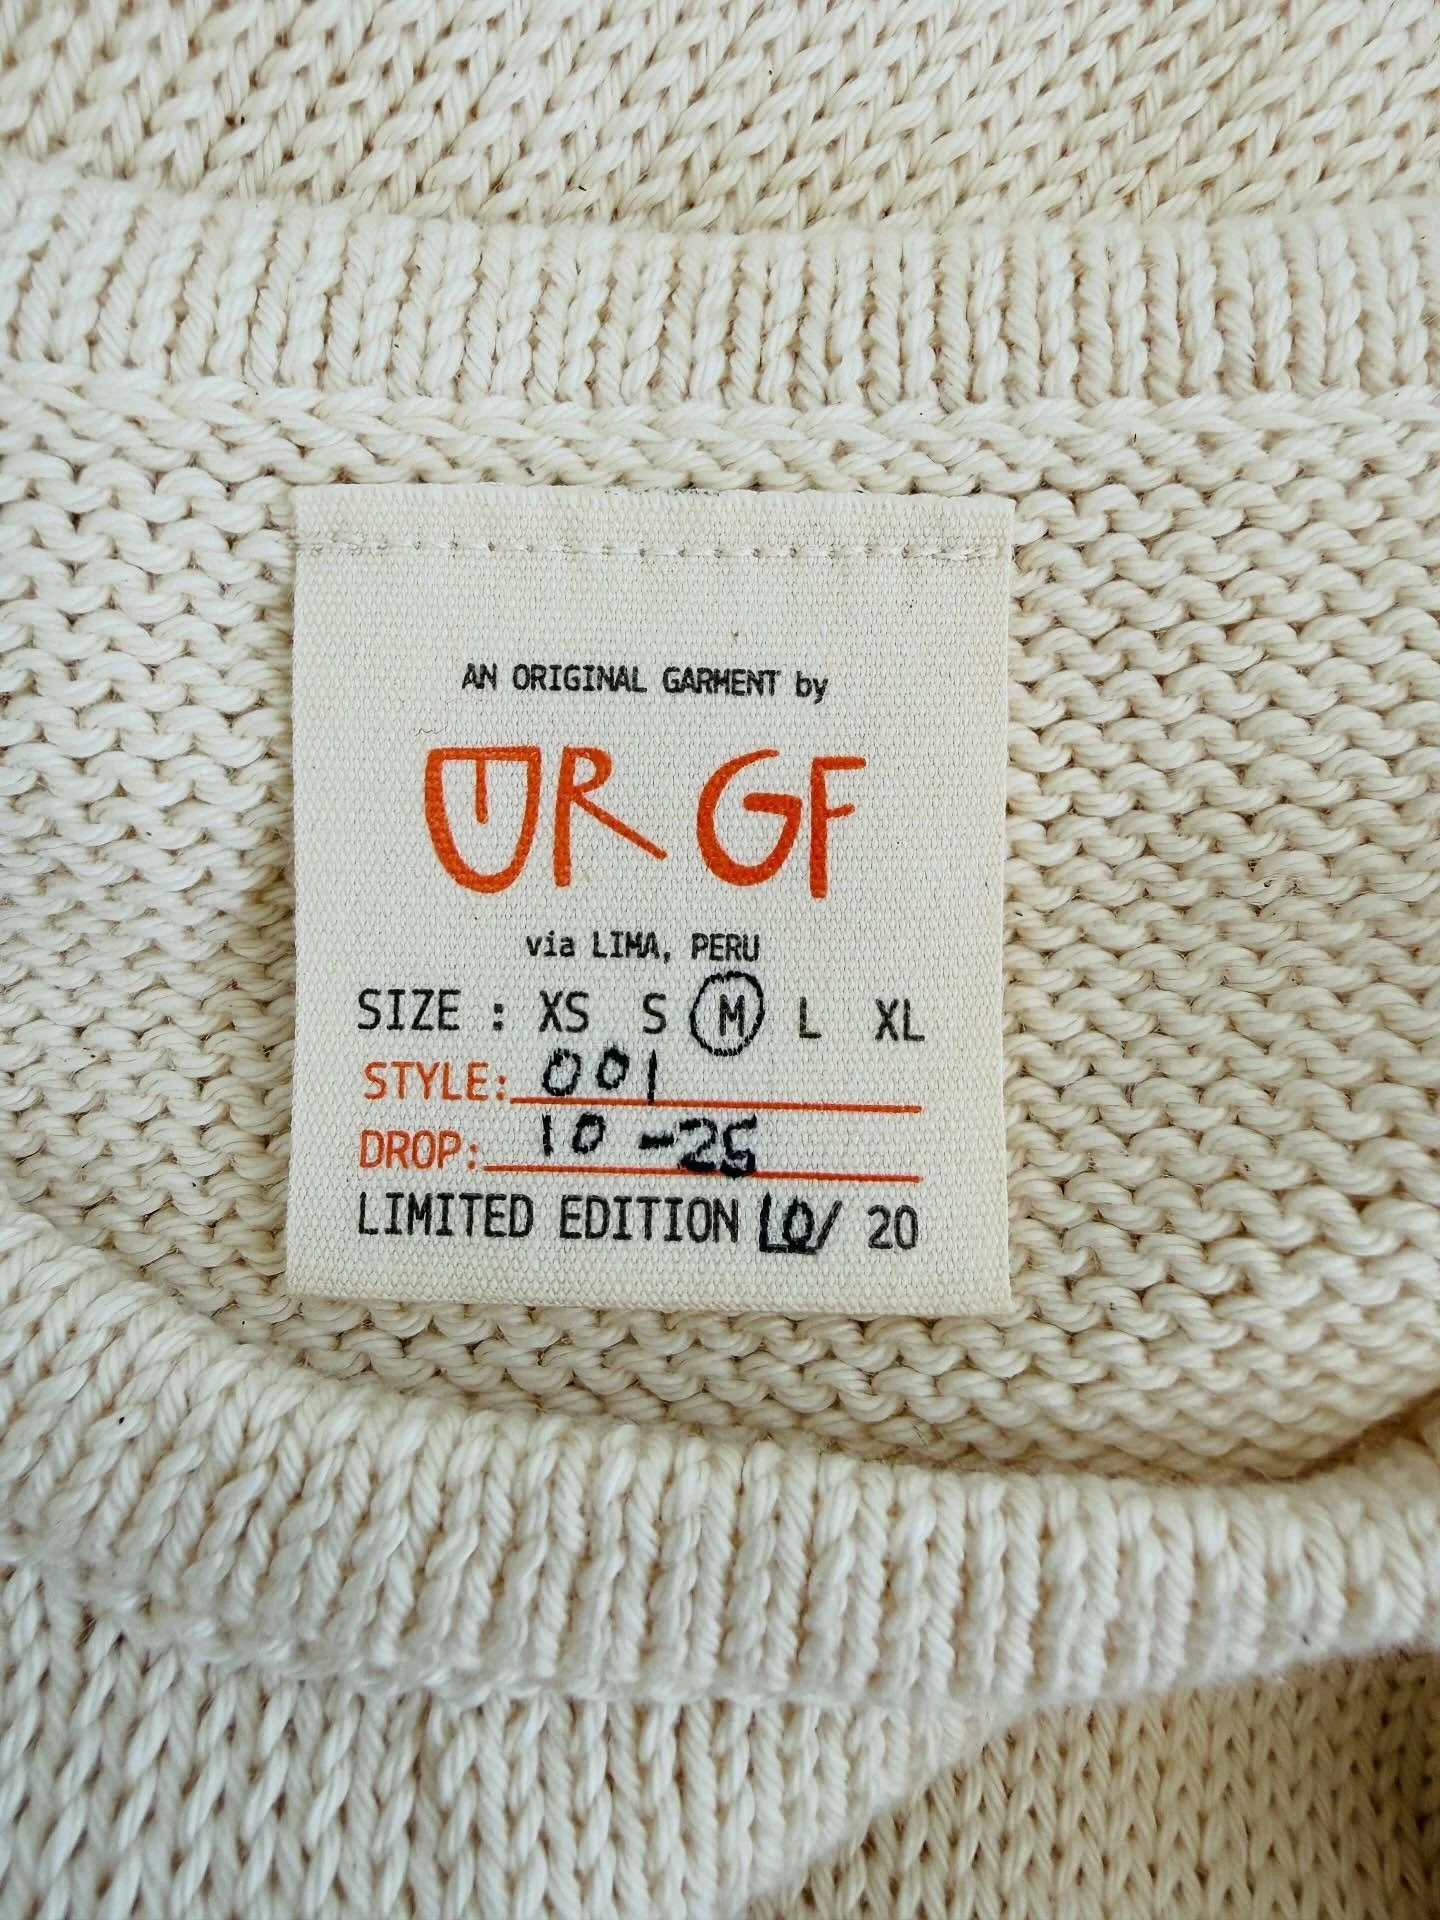 AN ORIGINAL GARMENT by
UR GF
via LIMA, PERU
SIZE : XS S M L XL
STYLE: 001
DROP: 10-25
LIMITED EDITION 10/ 20